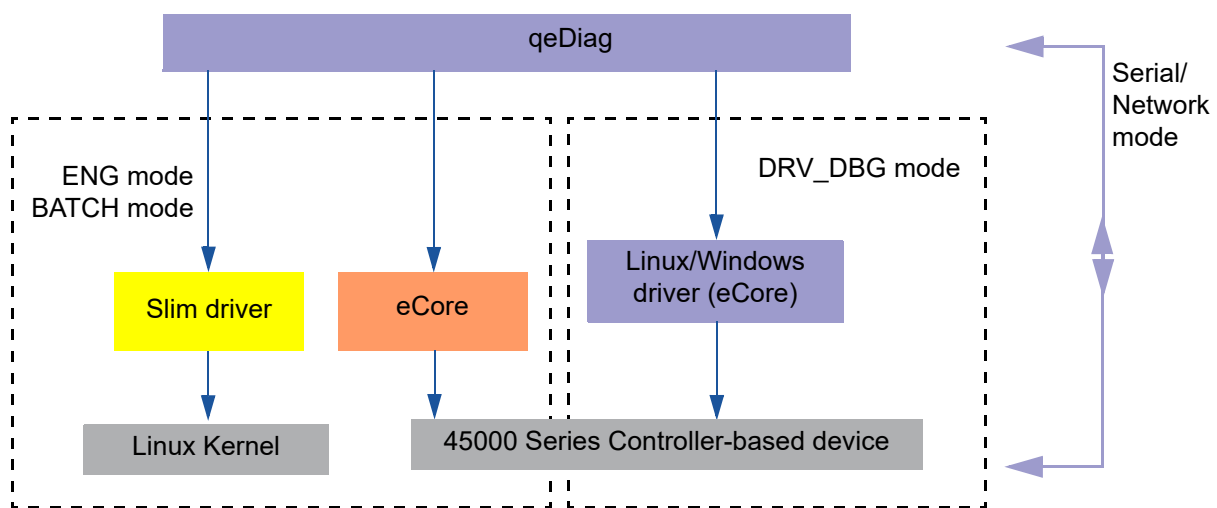 qeDiag
Serial/
Network
mode
ENG mode
BATCH mode
DRV_DBG mode
Slim driver
eCore
Linux/Windows
driver (eCore)
Linux Kernel
45000 Series Controller-based device